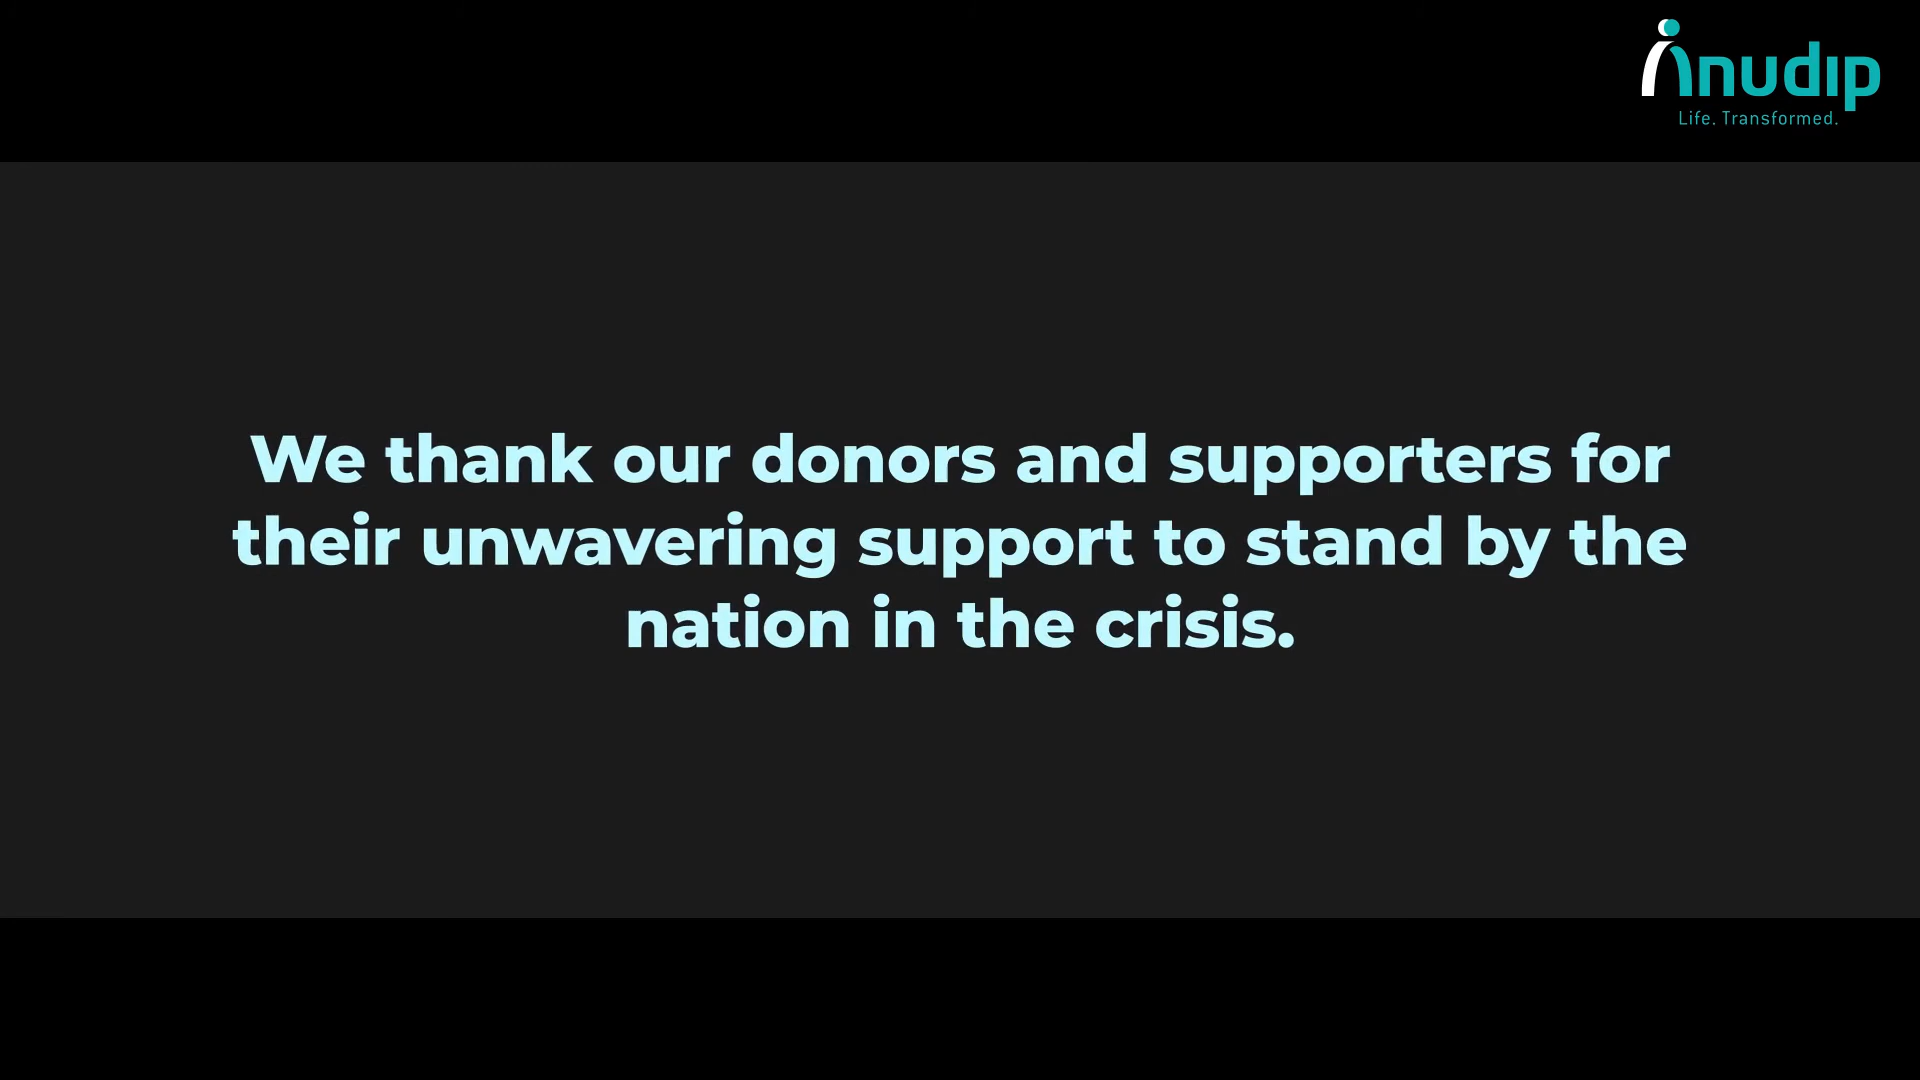 Anudip
Life. Transformed.
We thank our donors and supporters for
their unwavering support to stand by the
nation in the crisis.